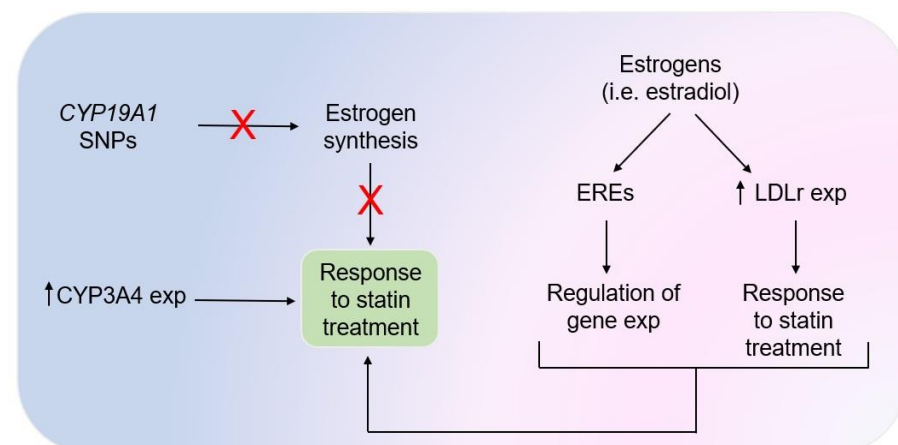 CYP19A1
SNPs
Estrogen
synthesis
↑CYP3A4 exp
Response
to statin
treatment
Estrogens
(i.e. estradiol)
EREs
↑ LDLr exp
Regulation of
gene exp
Response
to statin
treatment
X
X